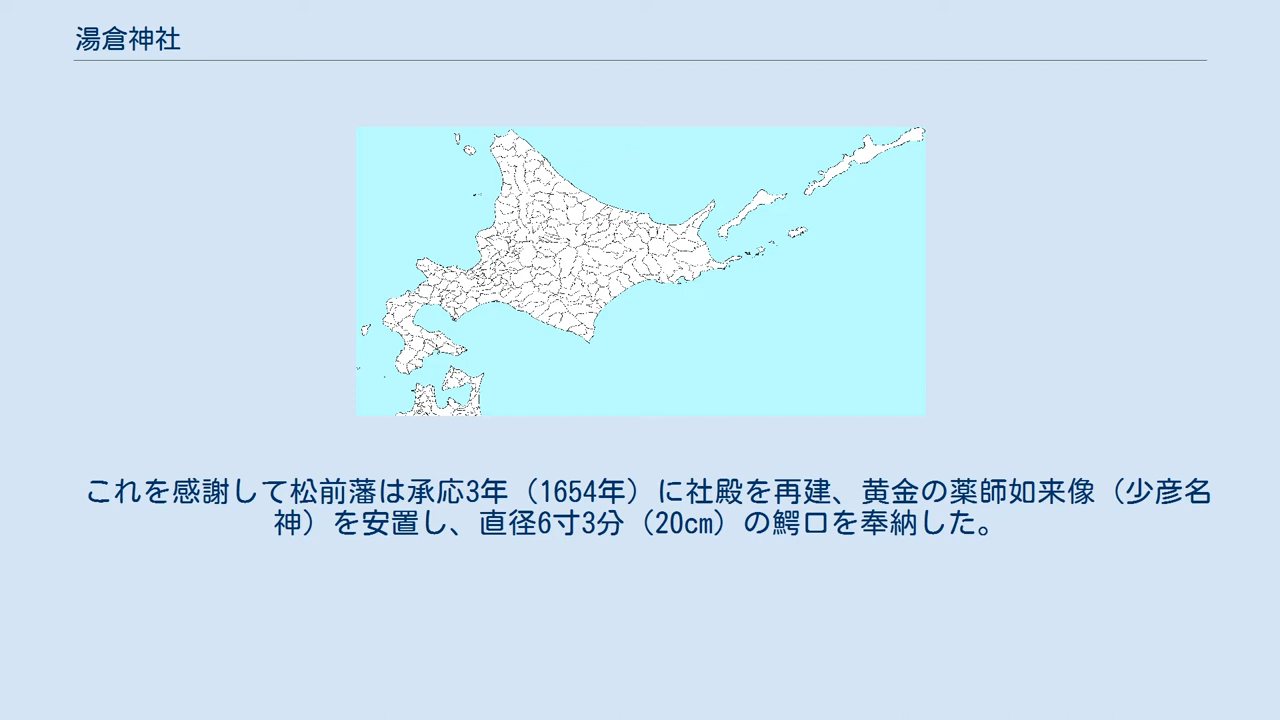 湯倉神社
これを感謝して松前藩は承応3年（1654年）に社殿を再建、黄金の薬師如来像（少彦名
神）を安置し、直径6寸3分（20cm）の鰐口を奉納した。